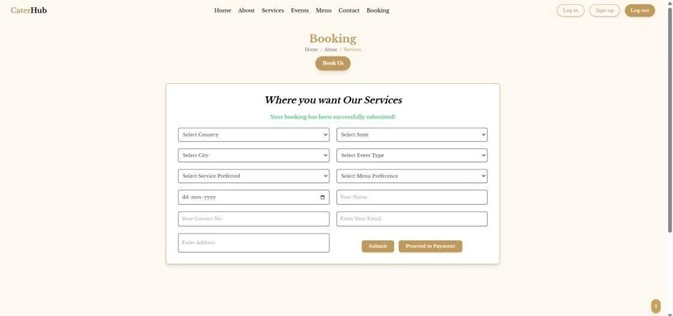 CaterHub Home About Services Events Menu Contact Booking Log in Sign up Log out
Booking
Home / About / Services
Book Us
Where you want Our Services
Your booking has been successfully submitted!
Select Country Select State
Select City Select Event Type
Select Service Preferred Select Menu Preference
dd-mm-yyyy Your Name
Your Contact No. Enter Your Email
Enter Address Submit Proceed to Payment